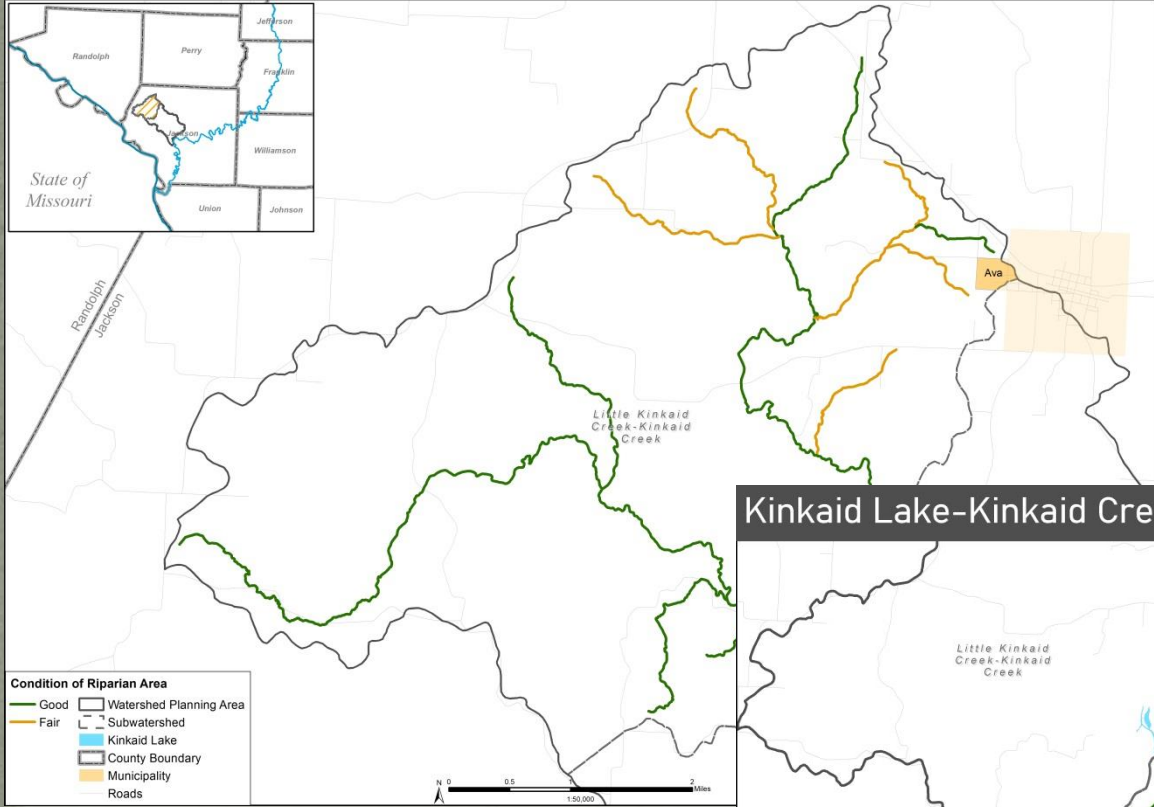 Jefferson
Randolph
Perry
Franklin
Jackson
Williamson
State of
Missouri
Union
Johnson
Randolph
Jackson
Ava
Little Kinkaid
Creek-Kinkaid
Creek
Kinkaid Lake-Kinkaid Cre
Little Kinkaid
Creek-Kinkaid
Creek
Condition of Riparian Area
Good
Fair
Watershed Planning Area
Subwatershed
Kinkaid Lake
County Boundary
Municipality
Roads
N
0 0.5 1 2
Miles
1:50,000